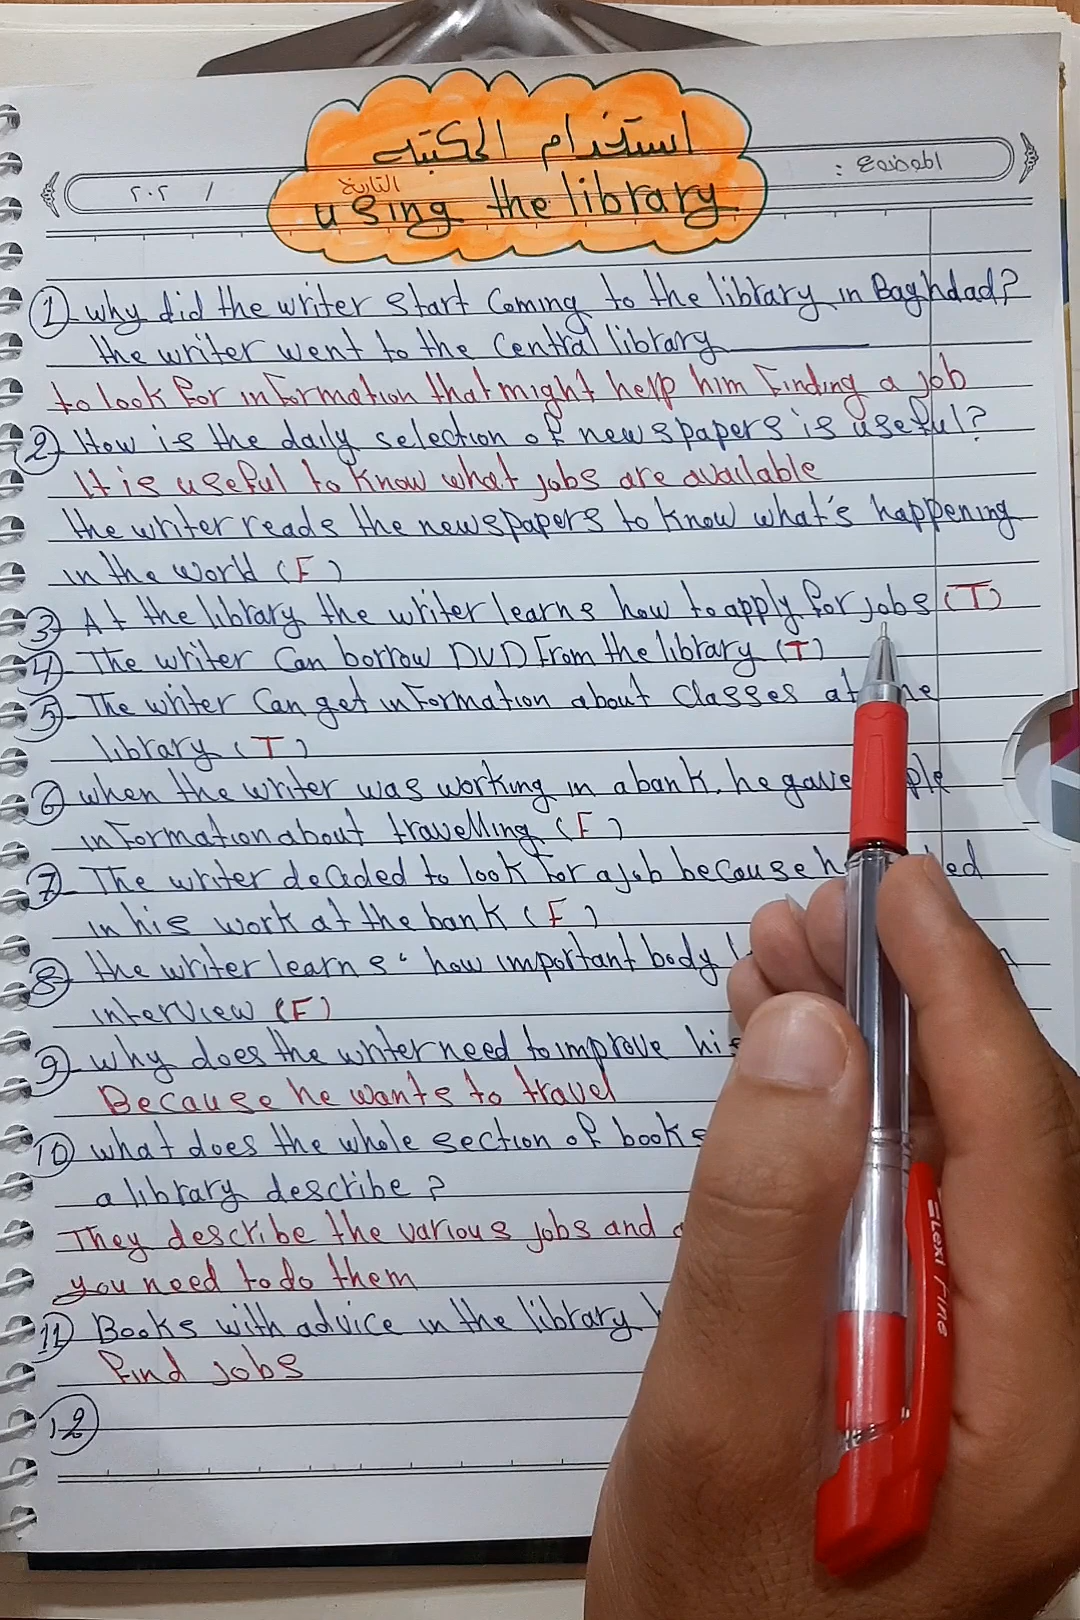 استخدام المكتبه
الموضوع :
التاريخ
/ ٢٠٢
using the library
1 why did the writer start Coming to the library in Baghdad?
the writer went to the Central library
to look for information that might help him finding a job
2 How is the daily selection of newspapers is useful?
It is useful to know what jobs are available
the writer reads the newspapers to know what's happening
in the world (F)
3 At the library the writer learns how to apply for jobs (T)
4 The writer Can borrow DVD from the library (T)
5 The writer Can get information about Classes at
library (T)
6 when the writer was working in a bank, he gave
information about travelling (F)
7 The writer decided to look for a job because
in his work at the bank (F)
8 the writer learns how important body
interview (F)
9 why does the writer need to improve his
Because he wants to travel
10 what does the whole section of books
a library describe?
They describe the various jobs and
you need to do them
11 Books with advice in the library
find jobs
12
FLEXI FINE